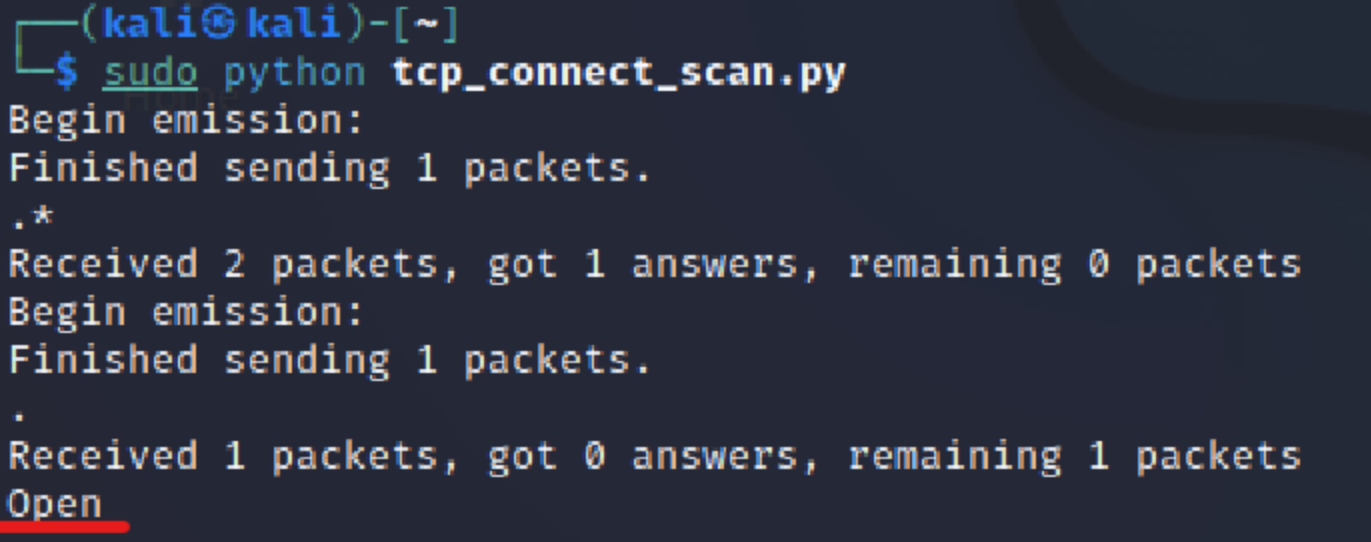 ┌──(kali㉿kali)-[~]
└─$ sudo python tcp_connect_scan.py
Home
Begin emission:
Finished sending 1 packets.
.*
Received 2 packets, got 1 answers, remaining 0 packets
Begin emission:
Finished sending 1 packets.
.
Received 1 packets, got 0 answers, remaining 1 packets
Open